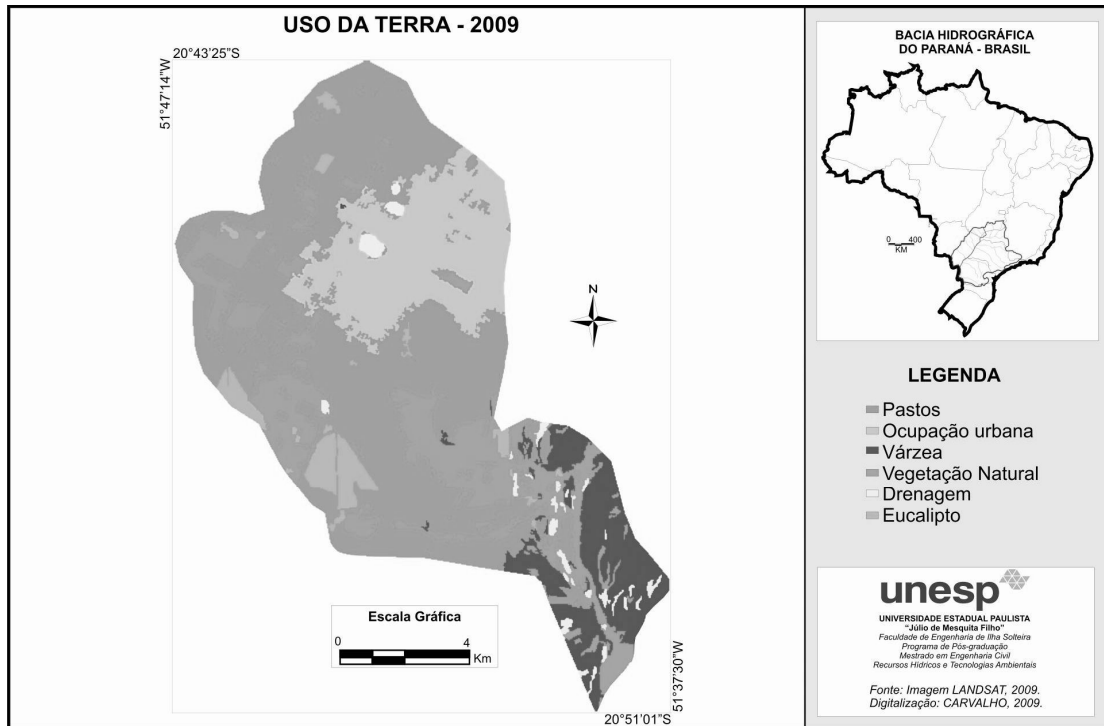 USO DA TERRA - 2009
20°43'25"S
51°47'14"W
N
Escala Gráfica
0 4
Km
51°37'30"W
20°51'01"S
BACIA HIDROGRÁFICA
DO PARANÁ - BRASIL
0 400
KM
LEGENDA
Pastos
Ocupação urbana
Várzea
Vegetação Natural
Drenagem
Eucalipto
unesp
UNIVERSIDADE ESTADUAL PAULISTA
"Júlio de Mesquita Filho"
Faculdade de Engenharia de Ilha Solteira
Programa de Pós-graduação
Mestrado em Engenharia Civil
Recursos Hídricos e Tecnologias Ambientais
Fonte: Imagem LANDSAT, 2009.
Digitalização: CARVALHO, 2009.